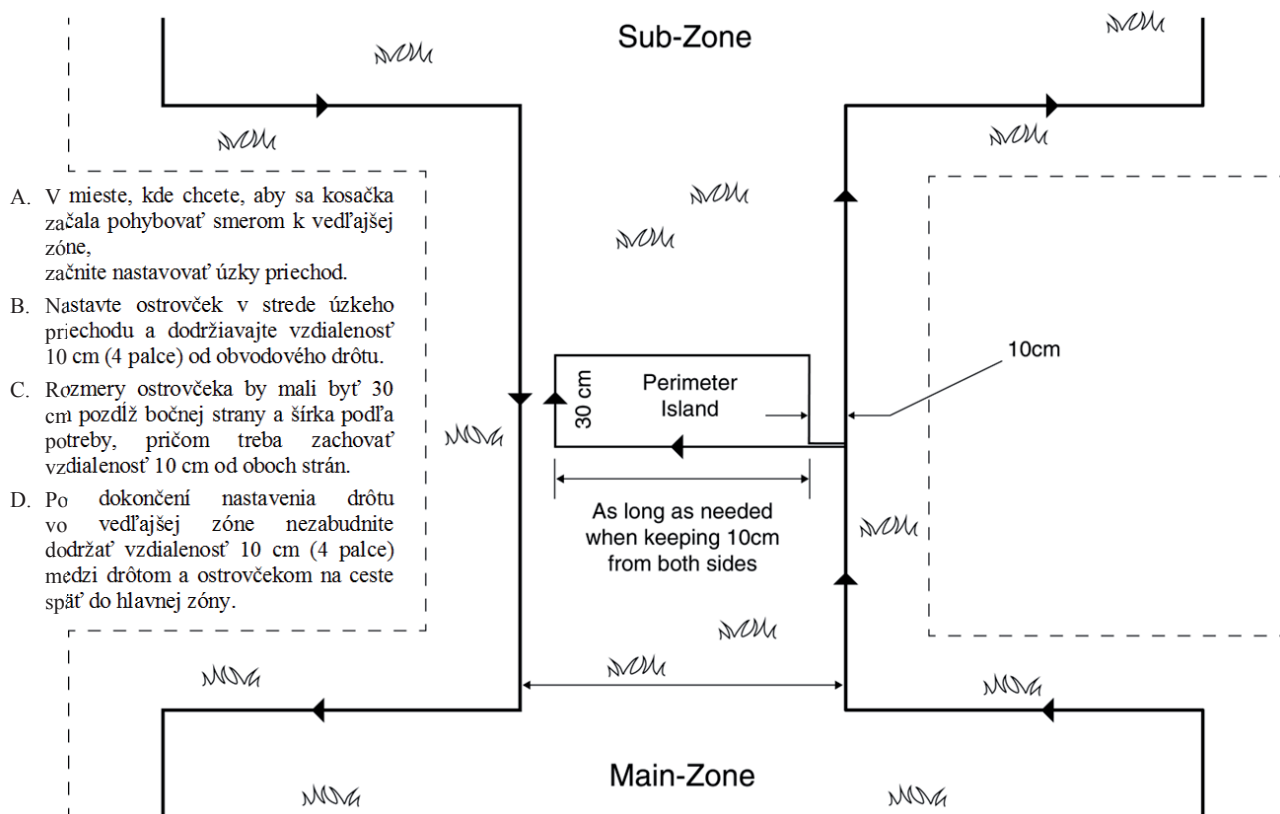 Sub-Zone
A. V mieste, kde chcete, aby sa kosačka
začala pohybovať smerom k vedľajšej
zóne,
začnite nastavovať úzky priechod.
B. Nastavte ostrovček v strede úzkeho
priechodu a dodržiavajte vzdialenosť
10 cm (4 palce) od obvodového drôtu.
C. Rozmery ostrovčeka by mali byť 30
cm pozdĺž bočnej strany a šírka podľa
potreby, pričom treba zachovať
vzdialenosť 10 cm od oboch strán.
D. Po dokončení nastavenia drôtu
vo vedľajšej zóne nezabudnite
dodržať vzdialenosť 10 cm (4 palce)
medzi drôtom a ostrovčekom na ceste
späť do hlavnej zóny.
30 cm
Perimeter
Island
10cm
As long as needed
when keeping 10cm
from both sides
Main-Zone